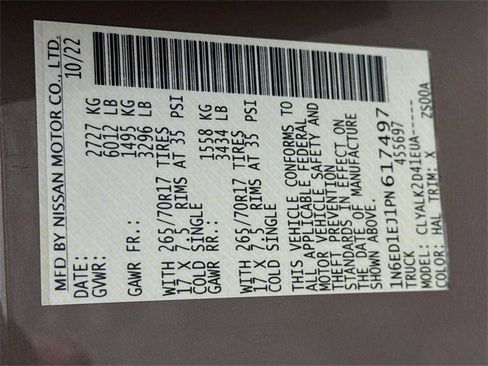 MFD BY NISSAN MOTOR CO., LTD.
DATE: 10/22
GVWR: 2727 KG
6012 LB
GAWR FR.: 1495 KG
3296 LB
WITH 265/70R17 TIRES
17 X 7.5 RIMS AT 35 PSI
COLD SINGLE
GAWR RR.: 1558 KG
3434 LB
WITH 265/70R17 TIRES
17 X 7.5 RIMS AT 35 PSI
COLD SINGLE
THIS VEHICLE CONFORMS TO
ALL APPLICABLE FEDERAL
MOTOR VEHICLE SAFETY AND
THEFT PREVENTION
STANDARDS IN EFFECT ON
THE DATE OF MANUFACTURE
SHOWN ABOVE.
1N6ED1EJ1PN617497
TRUCK 455697
MODEL: CLYALK2D41EUA-----
COLOR: HAL TRIM: X ZS00A